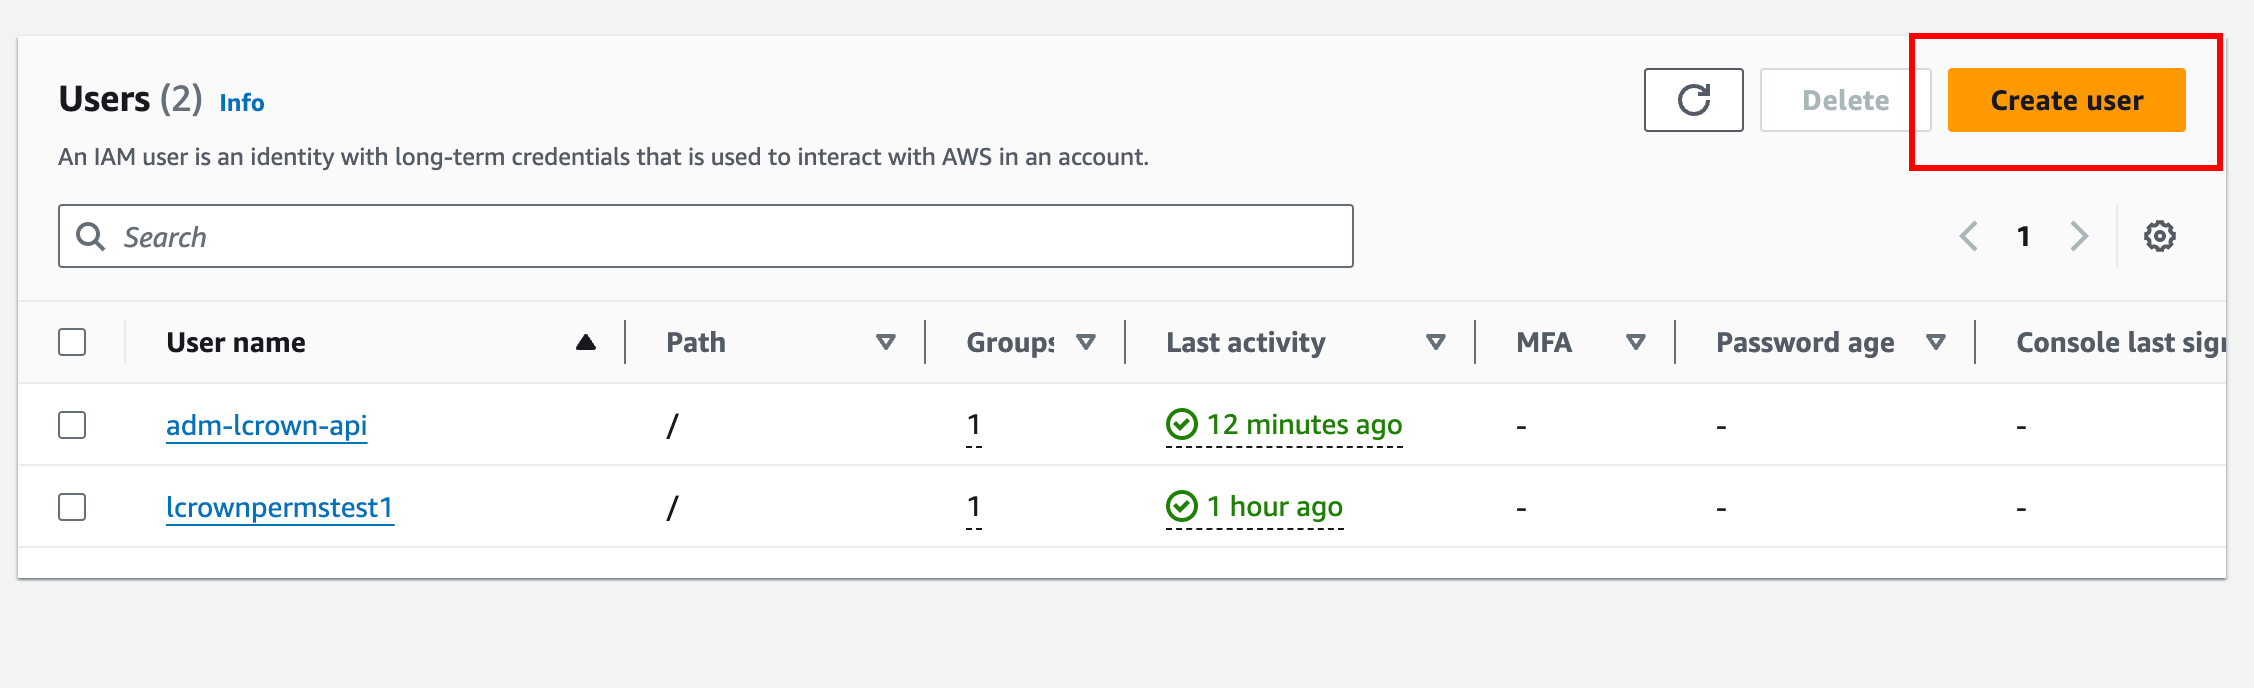 Users (2) Info
Delete
Create user
An IAM user is an identity with long-term credentials that is used to interact with AWS in an account.
Search
1
User name Path Groups Last activity MFA Password age Console last sign
adm-lcrown-api / 1 12 minutes ago - - -
lcrownpermstest1 / 1 1 hour ago - - -